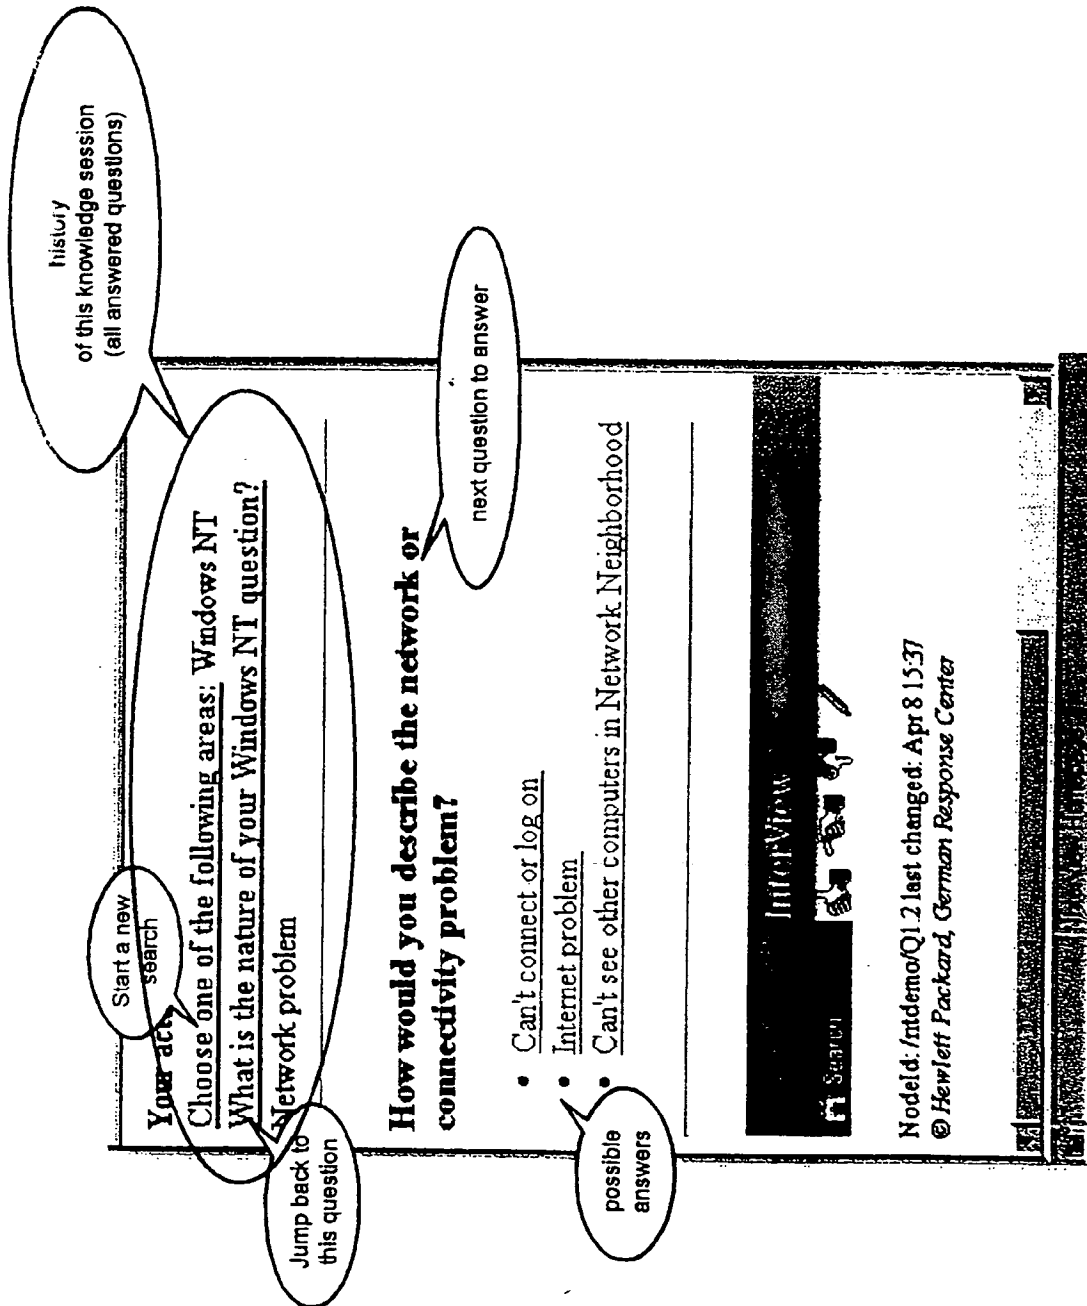 history
of this knowledge session
(all answered questions)
Start a new
search
Your
Choose one of the following areas: Windows NT
What is the nature of your Windows NT question?
Network problem
Jump back to
this question
How would you describe the network or
connectivity problem?
next question to answer
Can't connect or log on
Internet problem
Can't see other computers in Network Neighborhood
possible
answers
Search
InterView
NodeId: /ntdemo/Q1.2 last changed: Apr 8 15:37
© Hewlett Packard, German Response Center